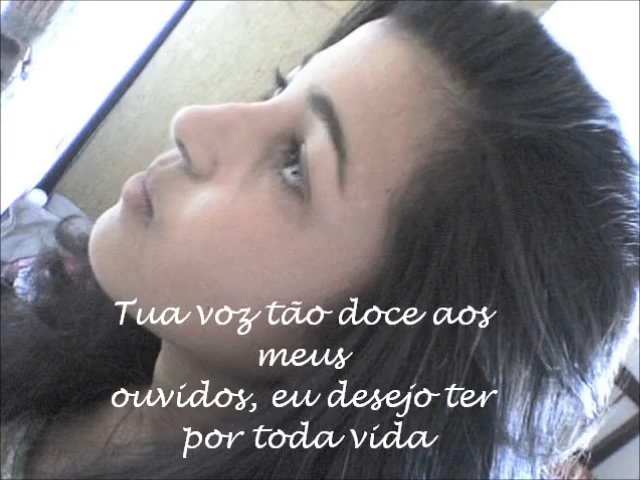 Tua voz tão doce aos
meus
ouvidos, eu desejo ter
por toda vida